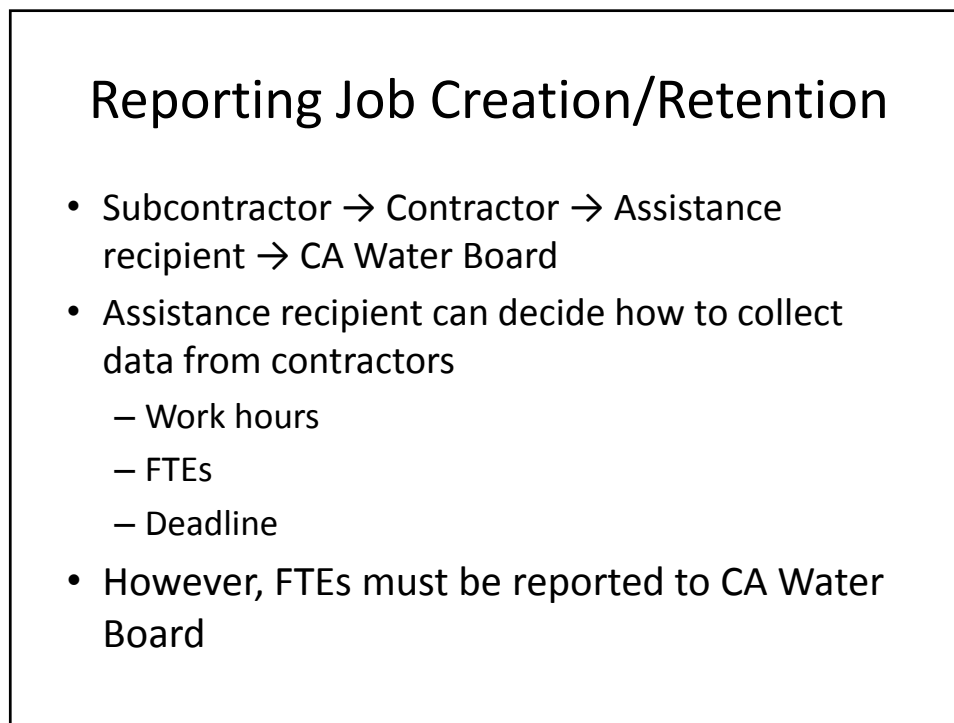 Reporting Job Creation/Retention
• Subcontractor → Contractor → Assistance
recipient → CA Water Board
• Assistance recipient can decide how to collect
data from contractors
– Work hours
– FTEs
– Deadline
• However, FTEs must be reported to CA Water
Board